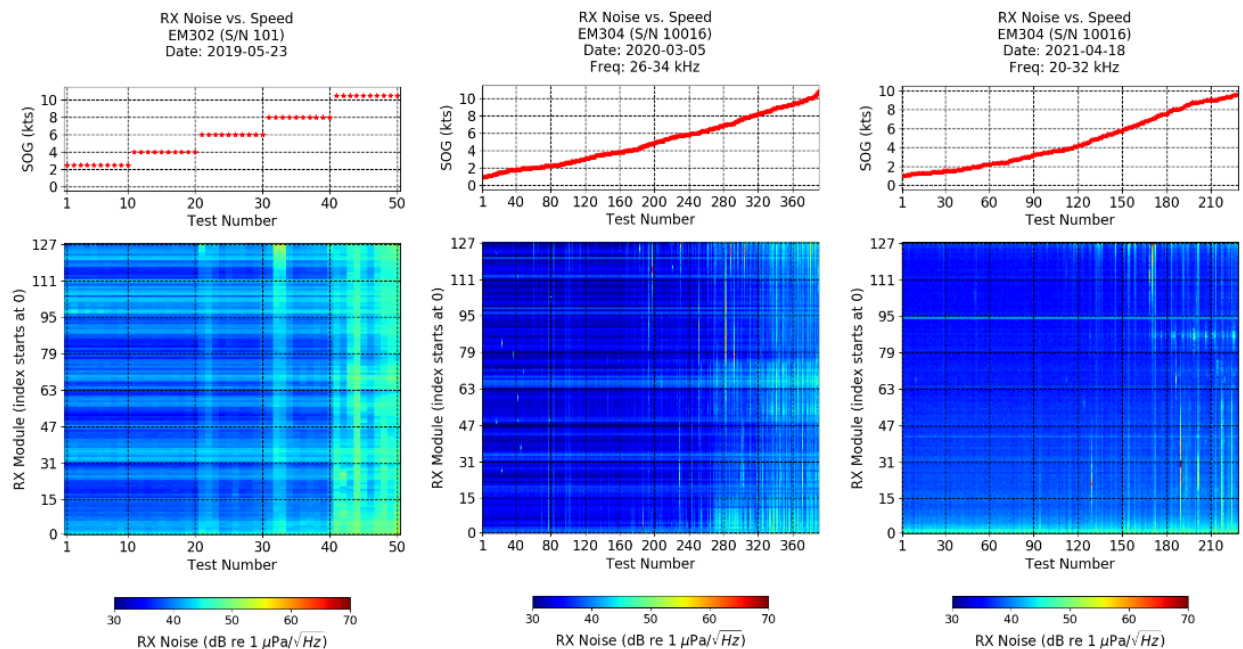 RX Noise vs. Speed
EM302 (S/N 101)
Date: 2019-05-23
SOG (kts)
10
8
6
4
2
0
1 10 20 30 40 50
Test Number
RX Module (index starts at 0)
127
111
95
79
63
47
31
15
0
1 10 20 30 40 50
Test Number
30 40 50 60 70
RX Noise (dB re 1 μPa/√Hz)
RX Noise vs. Speed
EM304 (S/N 10016)
Date: 2020-03-05
Freq: 26-34 kHz
SOG (kts)
10
8
6
4
2
0
1 40 80 120 160 200 240 280 320 360
Test Number
RX Module (index starts at 0)
127
111
95
79
63
47
31
15
0
1 40 80 120 160 200 240 280 320 360
Test Number
30 40 50 60 70
RX Noise (dB re 1 μPa/√Hz)
RX Noise vs. Speed
EM304 (S/N 10016)
Date: 2021-04-18
Freq: 20-32 kHz
SOG (kts)
10
8
6
4
2
0
1 30 60 90 120 150 180 210
Test Number
RX Module (index starts at 0)
127
111
95
79
63
47
31
15
0
1 30 60 90 120 150 180 210
Test Number
30 40 50 60 70
RX Noise (dB re 1 μPa/√Hz)